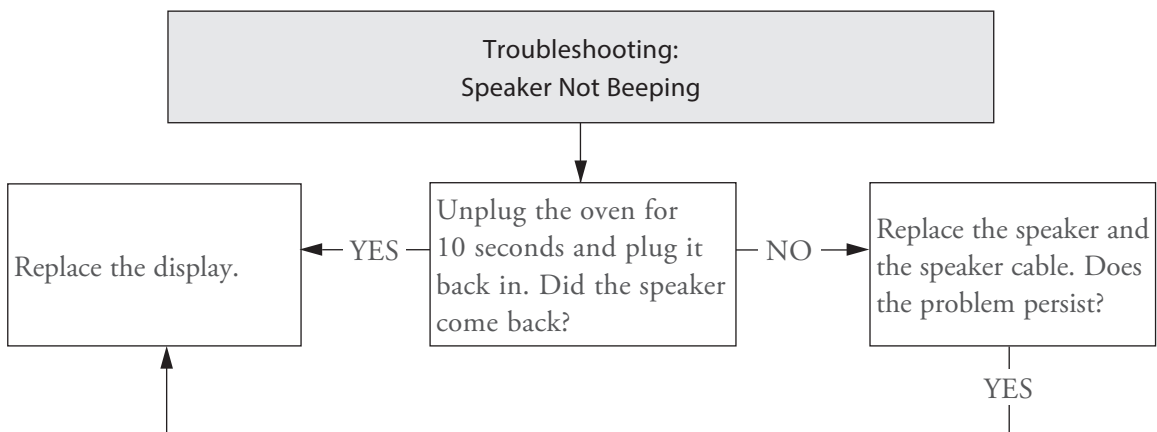 Troubleshooting:
Speaker Not Beeping
Replace the display.
YES
Unplug the oven for
10 seconds and plug it
back in. Did the speaker
come back?
NO
Replace the speaker and
the speaker cable. Does
the problem persist?
YES